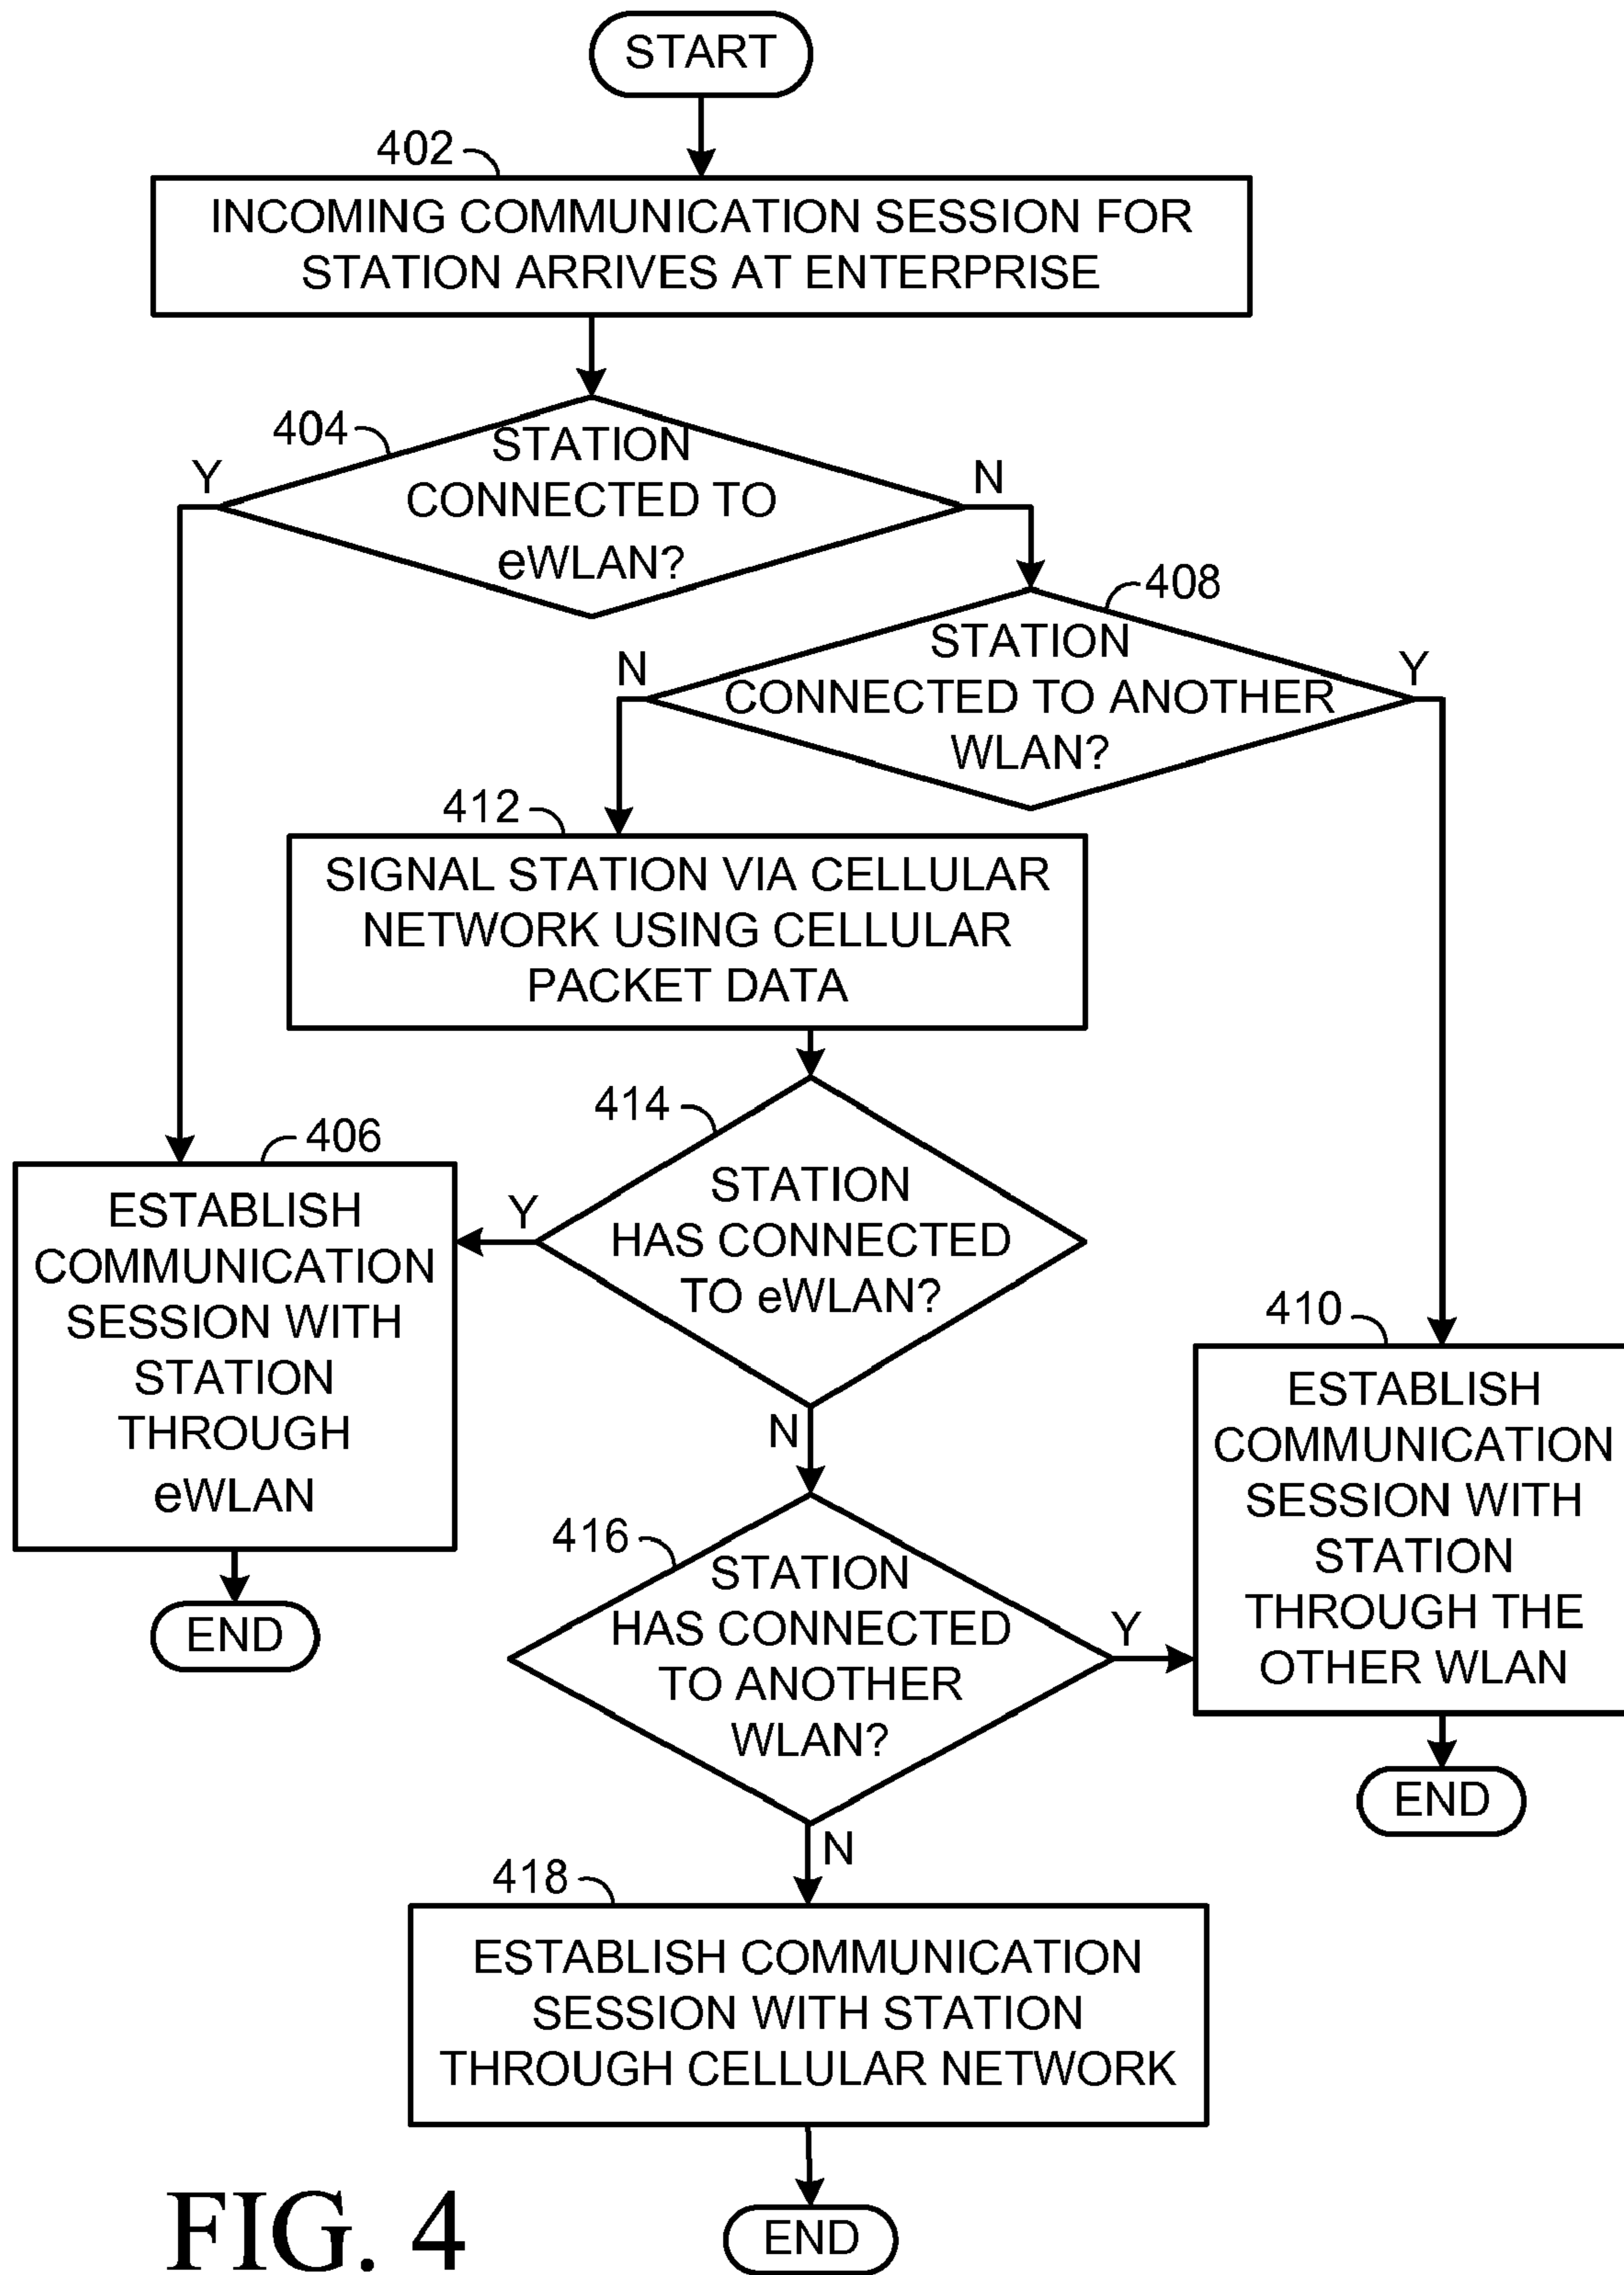 START
402
INCOMING COMMUNICATION SESSION FOR
STATION ARRIVES AT ENTERPRISE
404
STATION
CONNECTED TO
eWLAN?
Y
N
408
STATION
CONNECTED TO ANOTHER
WLAN?
N
Y
412
SIGNAL STATION VIA CELLULAR
NETWORK USING CELLULAR
PACKET DATA
414
STATION
HAS CONNECTED
TO eWLAN?
Y
N
406
ESTABLISH
COMMUNICATION
SESSION WITH
STATION
THROUGH
eWLAN
END
410
ESTABLISH
COMMUNICATION
SESSION WITH
STATION
THROUGH THE
OTHER WLAN
END
416
STATION
HAS CONNECTED
TO ANOTHER
WLAN?
Y
N
418
ESTABLISH COMMUNICATION
SESSION WITH STATION
THROUGH CELLULAR NETWORK
END
FIG. 4